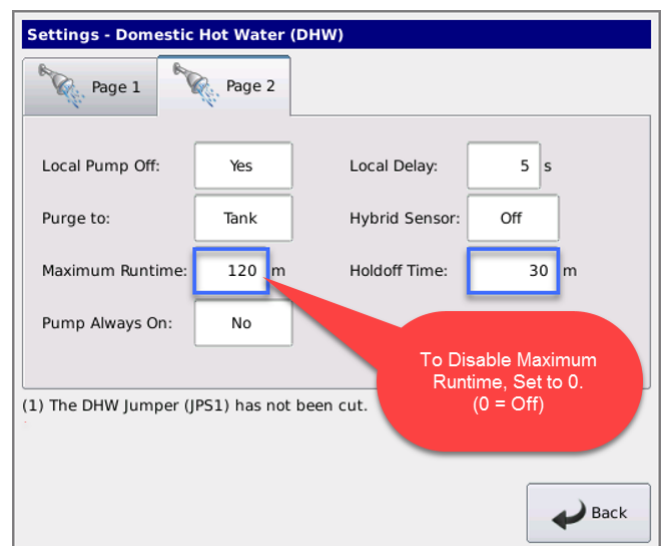 Settings - Domestic Hot Water (DHW)
Page 1 Page 2
Local Pump Off: Yes Local Delay: 5 s
Purge to: Tank Hybrid Sensor: Off
Maximum Runtime: 120 m Holdoff Time: 30 m
Pump Always On: No
To Disable Maximum
Runtime, Set to 0.
(0 = Off)
(1) The DHW Jumper (JPS1) has not been cut.
Back